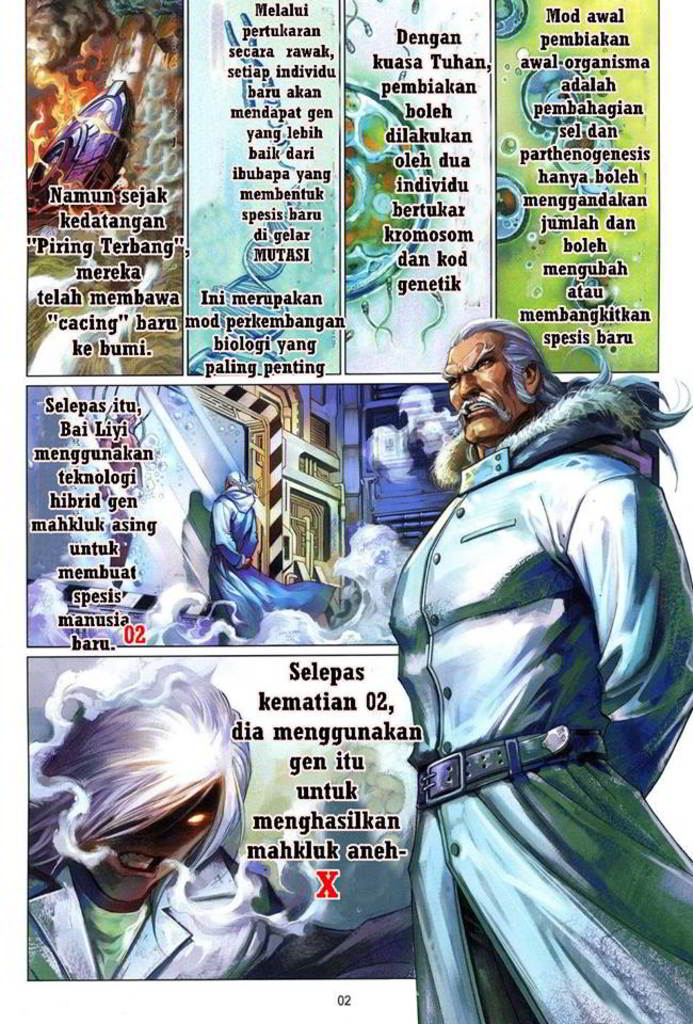 Mod awal
pembiakan
awal organisma
adalah
pembahagian
sel dan
parthenogenesis
hanya boleh
menggandakan
jumlah dan
boleh
mengubah
atau
membangkitkan
spesis baru
Dengan
kuasa Tuhan,
pembiakan
boleh
dilakukan
oleh dua
individu
bertukar
kromosom
dan kod
genetik
Melalui
pertukaran
secara rawak,
setiap individu
baru akan
mendapat gen
yang lebih
baik dari
ibubapa yang
membentuk
spesis baru
di gelar
MUTASI
Ini merupakan
mod perkembangan
biologi yang
paling penting
Namun sejak
kedatangan
"Piring Terbang",
mereka
telah membawa
"cacing" baru
ke bumi.
Selepas itu,
Bai Liyi
menggunakan
teknologi
hibrid gen
mahkluk asing
untuk
membuat
spesis
manusia
baru. 02
Selepas
kematian 02,
dia menggunakan
gen itu
untuk
menghasilkan
mahkluk aneh-
X
02